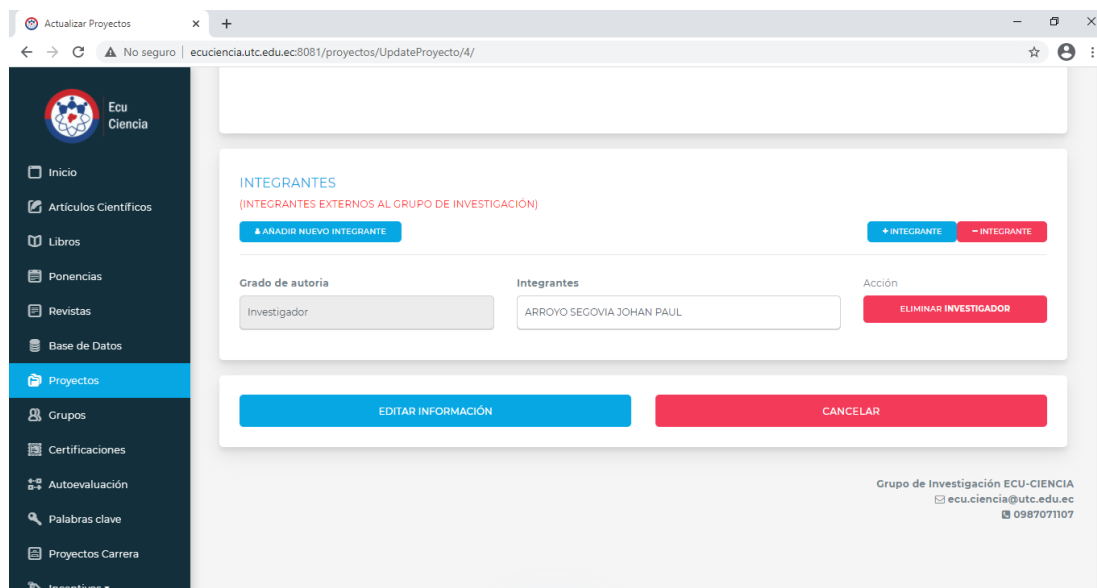 Actualizar Proyectos
No seguro | ecuciencia.utc.edu.ec:8081/proyectos/UpdateProyecto/4/
Ecu
Ciencia
Inicio
Artículos Científicos
Libros
Ponencias
Revistas
Base de Datos
Proyectos
Grupos
Certificaciones
Autoevaluación
Palabras clave
Proyectos Carrera
Incentivos
INTEGRANTES
(INTEGRANTES EXTERNOS AL GRUPO DE INVESTIGACIÓN)
AÑADIR NUEVO INTEGRANTE
+ INTEGRANTE
- INTEGRANTE
Grado de autoria
Integrantes
Acción
Investigador
ARROYO SEGOVIA JOHAN PAUL
ELIMINAR INVESTIGADOR
EDITAR INFORMACIÓN
CANCELAR
Grupo de Investigación ECU-CIENCIA
ecu.ciencia@utc.edu.ec
0987071107